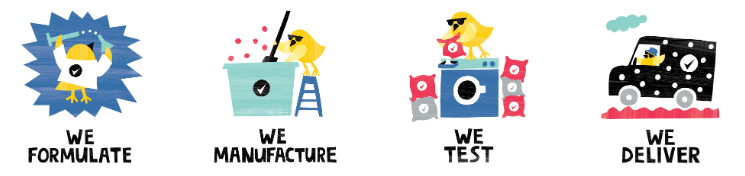 WE
FORMULATE
WE
MANUFACTURE
WE
TEST
WE
DELIVER